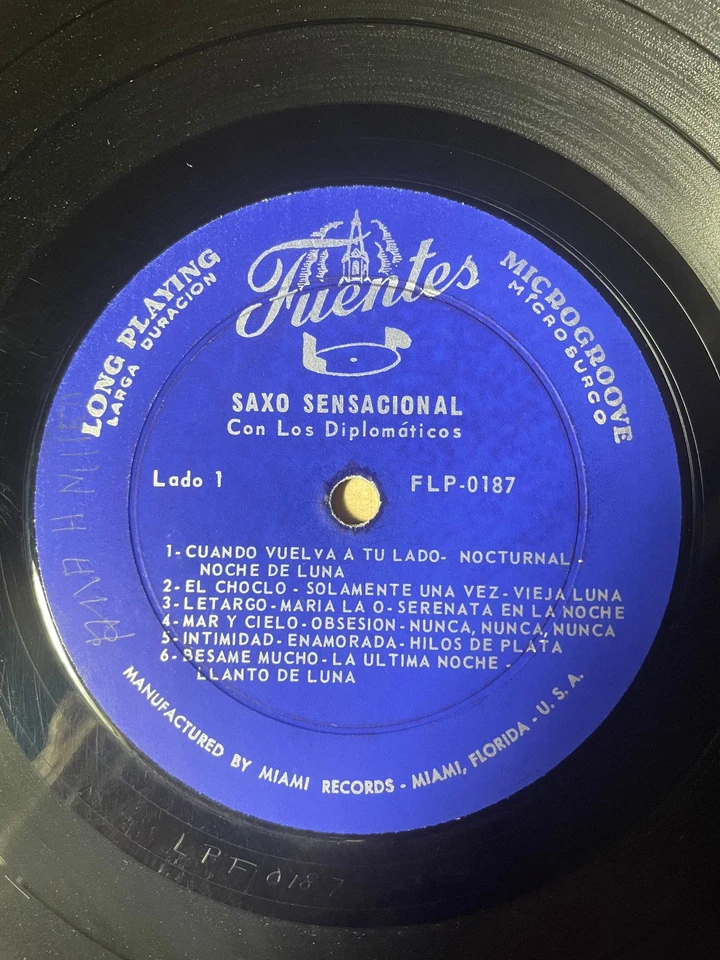 Fuentes
LONG PLAYING
LARGA DURACION
MICROGROOVE
MICROSURCO
SAXO SENSACIONAL
Con Los Diplomáticos
Lado 1
FLP-0187
1- CUANDO VUELVA A TU LADO- NOCTURNAL -
NOCHE DE LUNA
2- EL CHOCLO - SOLAMENTE UNA VEZ - VIEJA LUNA
3- LETARGO - MARIA LA O - SERENATA EN LA NOCHE
4- MAR Y CIELO - OBSESION - NUNCA, NUNCA, NUNCA
5- INTIMIDAD - ENAMORADA - HILOS DE PLATA
6- BESAME MUCHO - LA ULTIMA NOCHE -
LLANTO DE LUNA
MANUFACTURED BY MIAMI RECORDS - MIAMI, FLORIDA - U. S. A.
LPF 0187